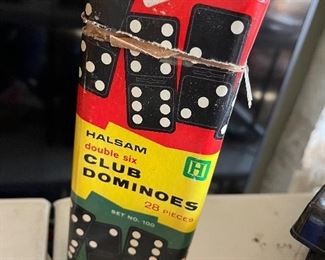 HALSAM
double six
CLUB
DOMINOES
28 PIECES
SET NO. 100
H